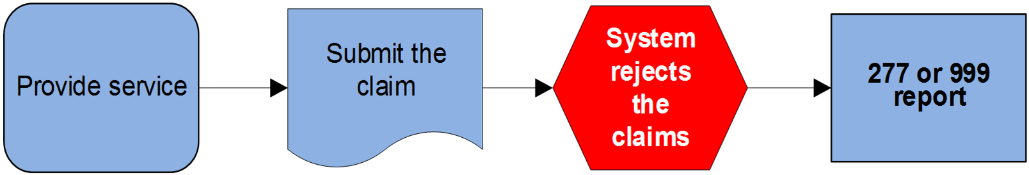 Provide service
Submit the
claim
System
rejects
the
claims
277 or 999
report